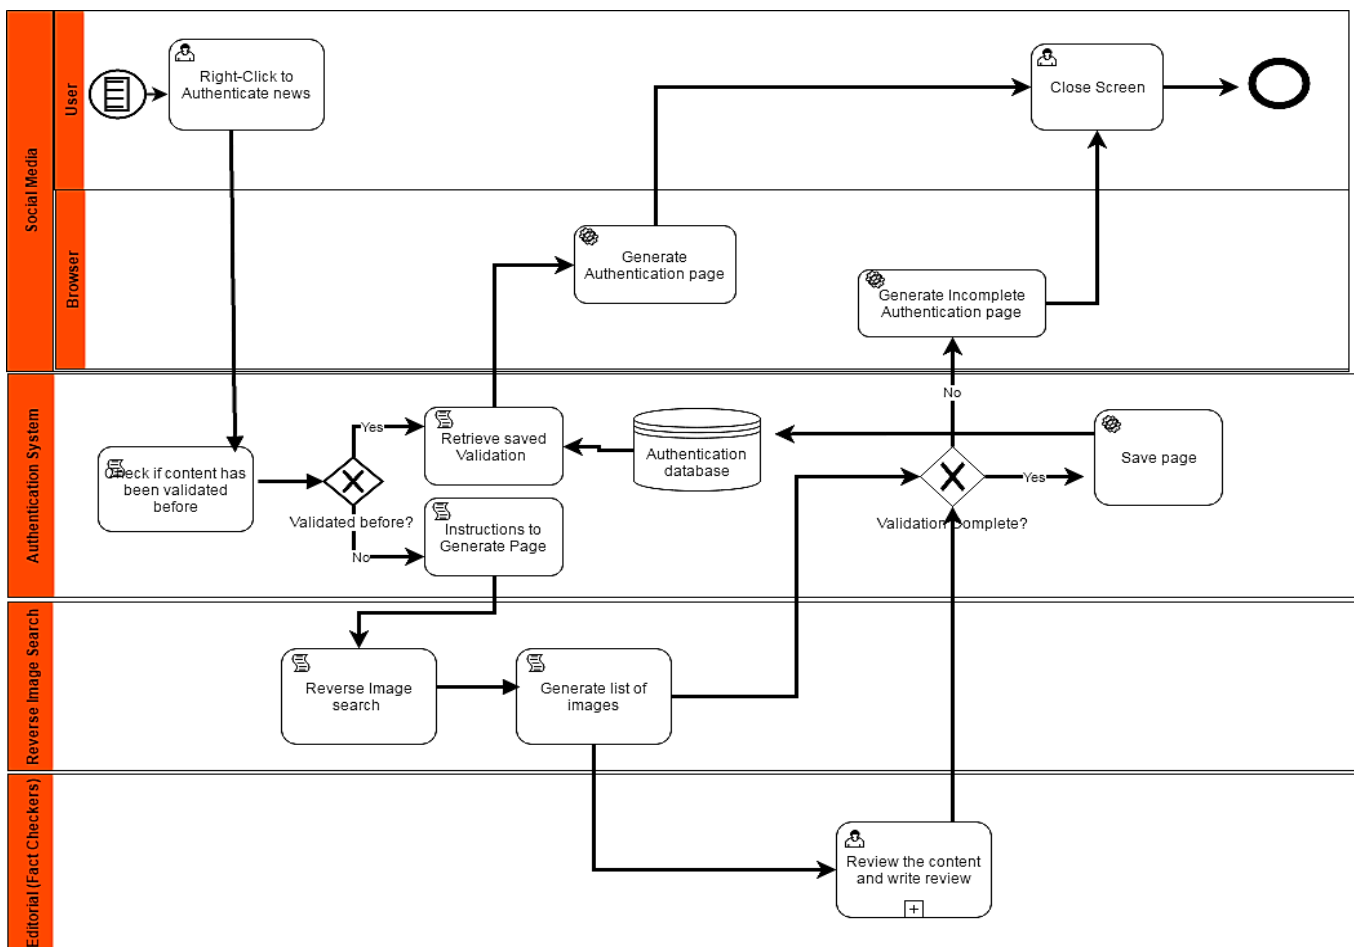 Social Media
User
Right-Click to
Authenticate news
Close Screen
Browser
Generate
Authentication page
Generate Incomplete
Authentication page
Authentication System
Check if content has
been validated
before
Validated before?
Yes
No
Retrieve saved
Validation
Instructions to
Generate Page
Authentication
database
No
Validation Complete?
Yes
Save page
Reverse Image Search
Reverse Image
search
Generate list of
images
Editorial (Fact Checkers)
Review the content
and write review